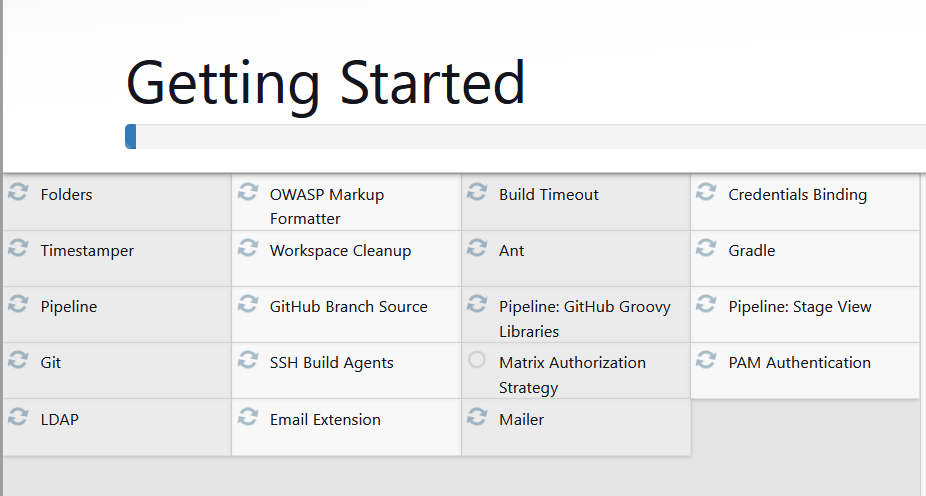 Getting Started
Folders
OWASP Markup
Formatter
Build Timeout
Credentials Binding
Timestamper
Workspace Cleanup
Ant
Gradle
Pipeline
GitHub Branch Source
Pipeline: GitHub Groovy
Libraries
Pipeline: Stage View
Git
SSH Build Agents
Matrix Authorization
Strategy
PAM Authentication
LDAP
Email Extension
Mailer